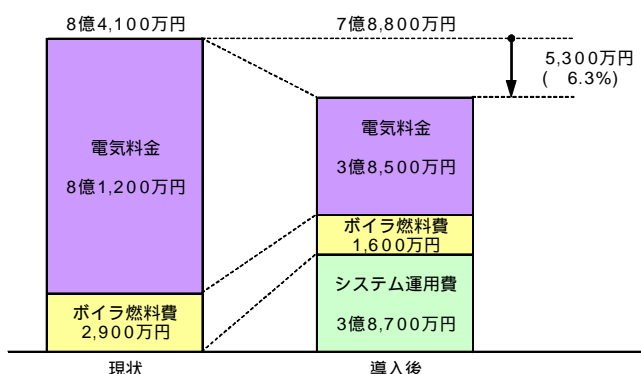 8億4,100万円
7億8,800万円
5,300万円
( 6.3%)
電気料金
8億1,200万円
ボイラ燃料費
2,900万円
電気料金
3億8,500万円
ボイラ燃料費
1,600万円
システム運用費
3億8,700万円
現状
導入後